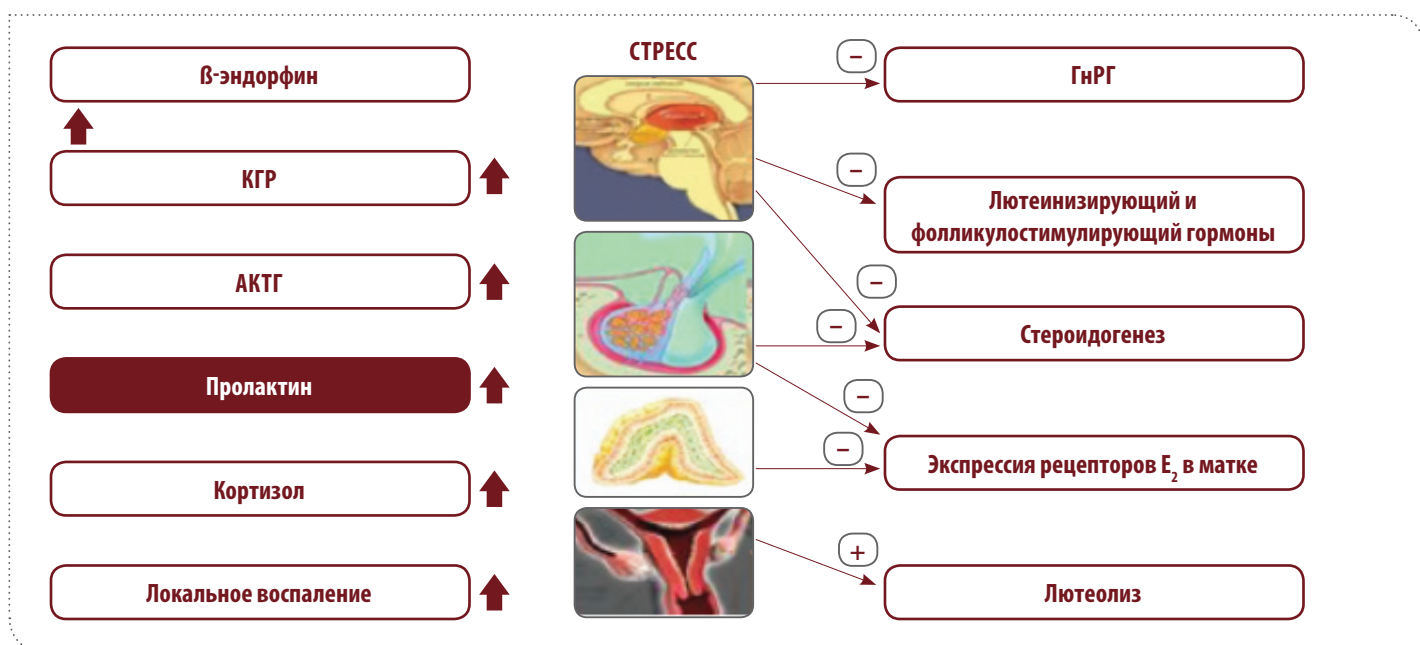 СТРЕСС
ß-эндорфин
КГР
АКТГ
Пролактин
Кортизол
Локальное воспаление
−
ГнРГ
−
Лютеинизирующий и
фолликулостимулирующий гормоны
−
−
Стероидогенез
−
−
Экспрессия рецепторов E₂ в матке
+
Лютеолиз